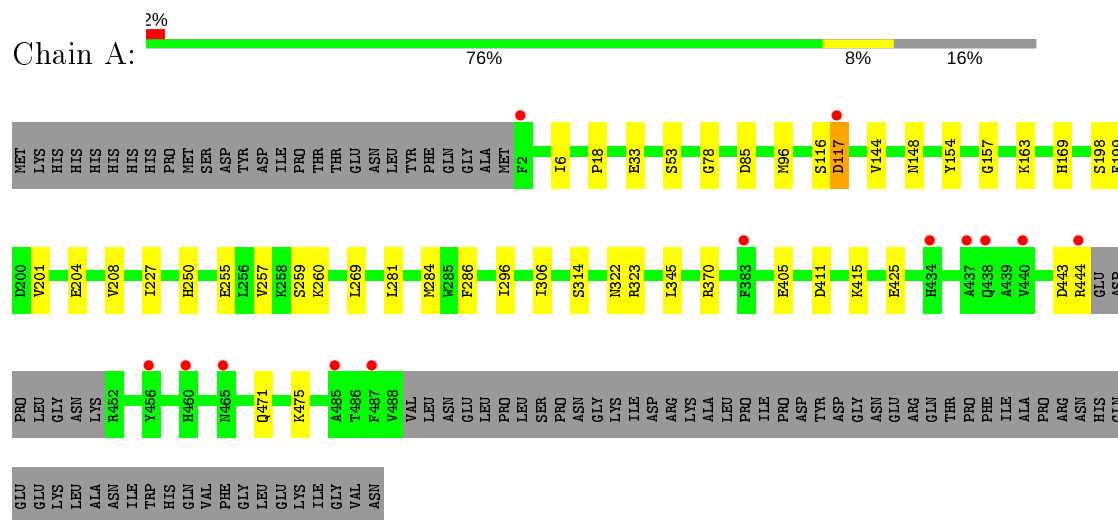 2%
Chain A:
76% 8% 16%
MET LYS HIS HIS HIS HIS HIS HIS PRO MET SER ASP TYR ASP ILE PRO THR THR GLU ASN LEU TYR PHE GLN GLY ALA MET F2 I6 P18 E33 S53 G78 D85 M96 S116 D117 V144 N148 Y154 G157 K163 H169 S198 E199
D200 V201 E204 V208 I227 H250 E255 L256 V257 K258 S259 K260 L269 L281 M284 W285 F286 I296 I306 S314 N322 R323 L345 R370 F383 E405 D411 K415 E425 H434 A437 Q438 A439 V440 D443 R444 GLU ASP
PRO LEU GLY ASN LYS R452 Y456 H460 N465 Q471 K475 A485 T486 F487 V488 VAL LEU ASN GLU LEU PRO LEU SER PRO ASN GLY LYS ILE ASP ARG LYS ALA LEU PRO ILE PRO ASP TYR ASP GLY ASN GLU ARG GLN THR PRO PHE ILE ALA PRO ARG ASN HIS GLN
GLU GLU LYS LEU ALA ASN ILE TRP HIS GLN VAL PHE GLY LEU GLU LYS ILE GLY VAL ASN